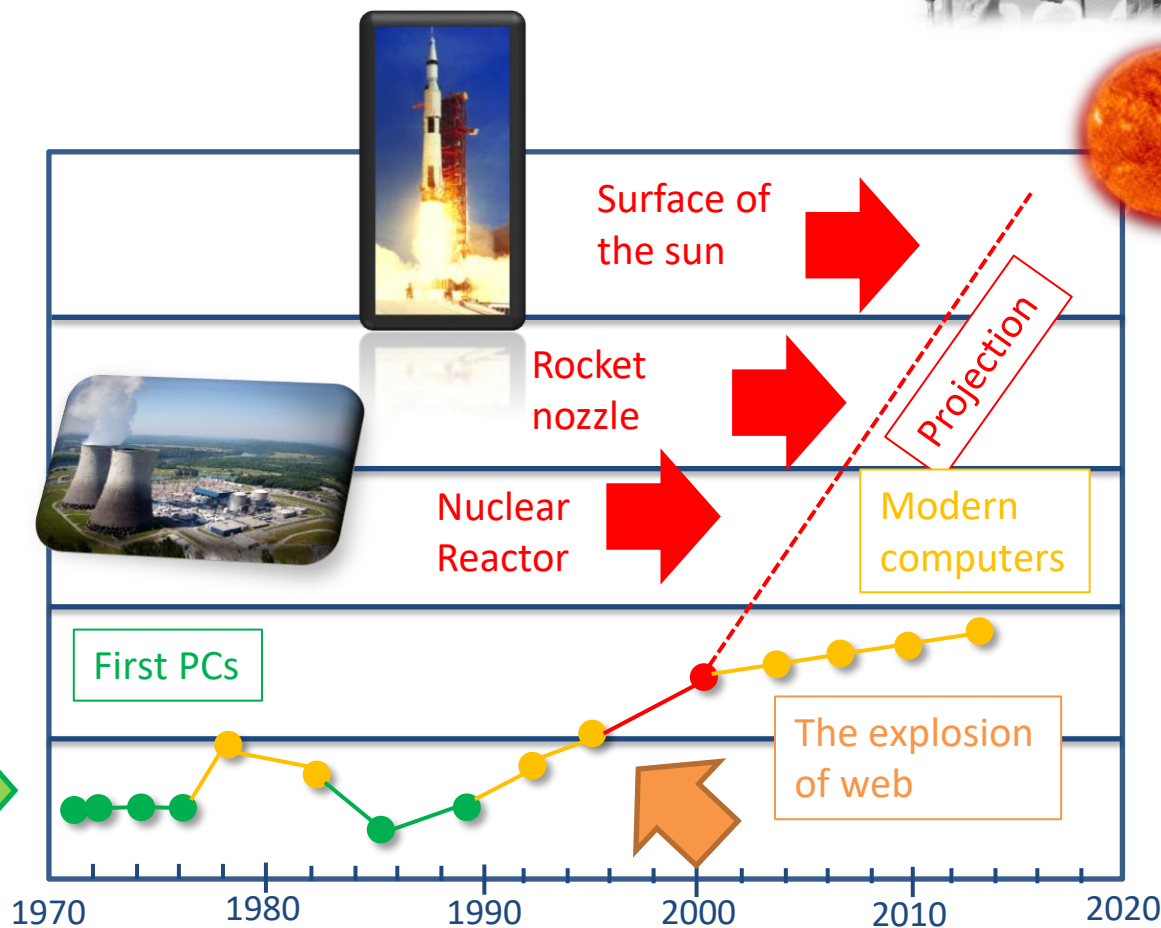 Surface of
the sun
Rocket
nozzle
Projection
Nuclear
Reactor
Modern
computers
First PCs
The explosion
of web
1970
1980
1990
2000
2010
2020